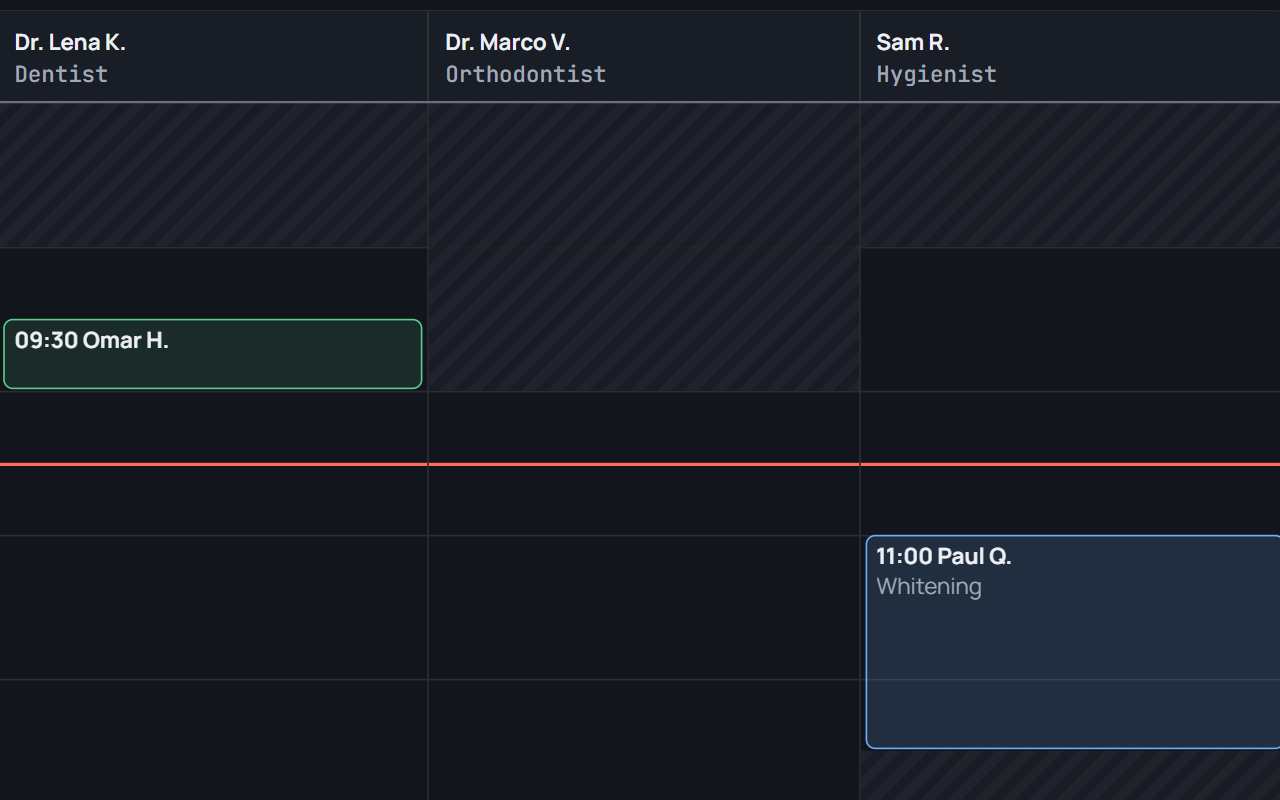 Dr. Lena K.
Dentist
Dr. Marco V.
Orthodontist
Sam R.
Hygienist
09:30 Omar H.
11:00 Paul Q.
Whitening